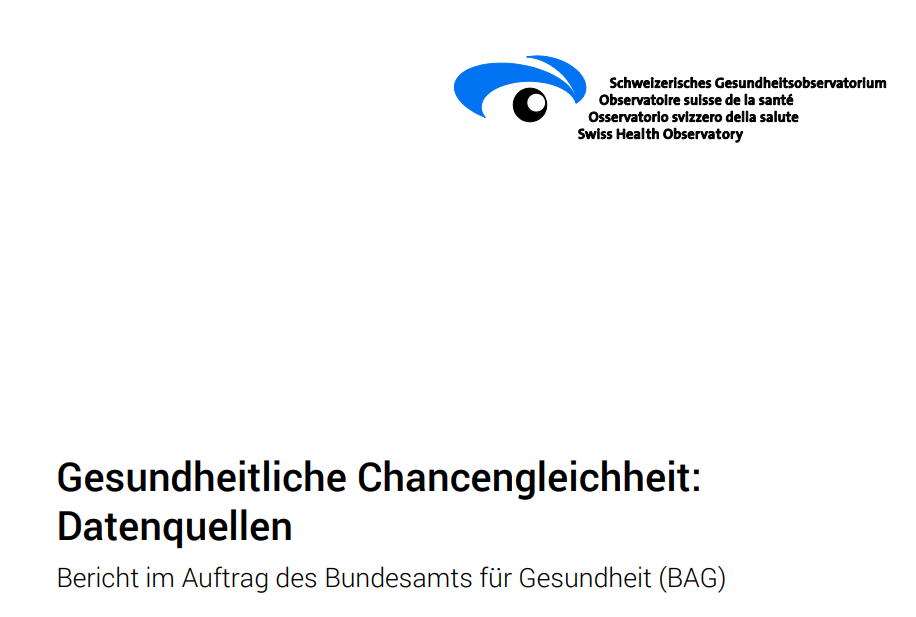 Schweizerisches Gesundheitsobservatorium
Observatoire suisse de la santé
Osservatorio svizzero della salute
Swiss Health Observatory
Gesundheitliche Chancengleichheit:
Datenquellen
Bericht im Auftrag des Bundesamts für Gesundheit (BAG)